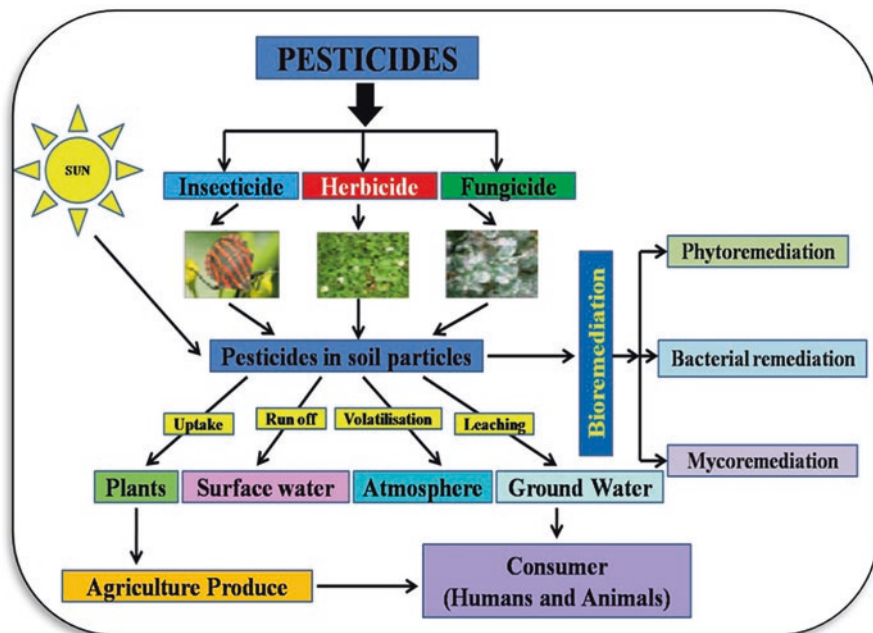 PESTICIDES
SUN
Insecticide
Herbicide
Fungicide
Phytoremediation
Bioremediation
Pesticides in soil particles
Bacterial remediation
Uptake
Run off
Volatilisation
Leaching
Mycoremediation
Plants
Surface water
Atmosphere
Ground Water
Agriculture Produce
Consumer
(Humans and Animals)